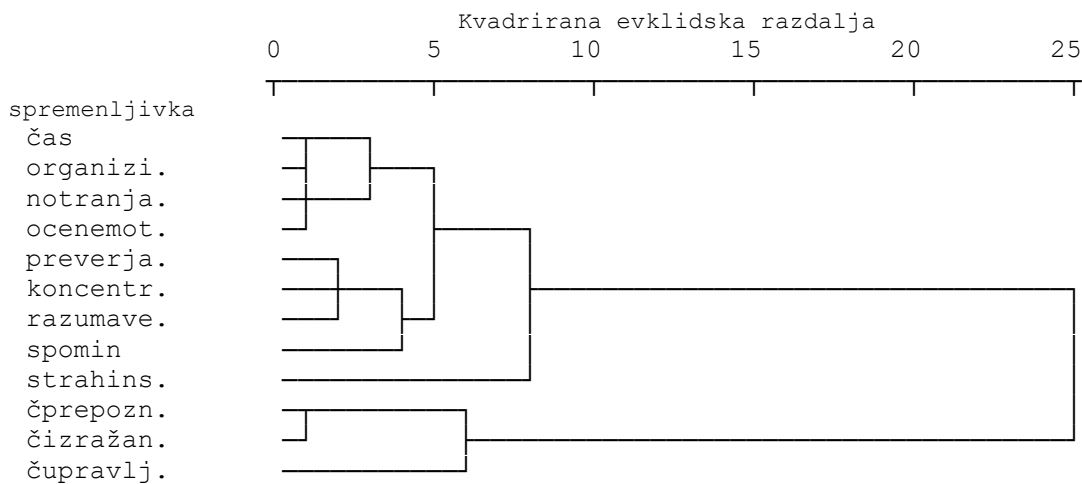 Kvadrirana evklidska razdalja
0 5 10 15 20 25
spremenljivka
čas
organizi.
notranja.
ocenemot.
preverja.
koncentr.
razumave.
spomin
strahins.
čprepozn.
čizražan.
čupravlj.